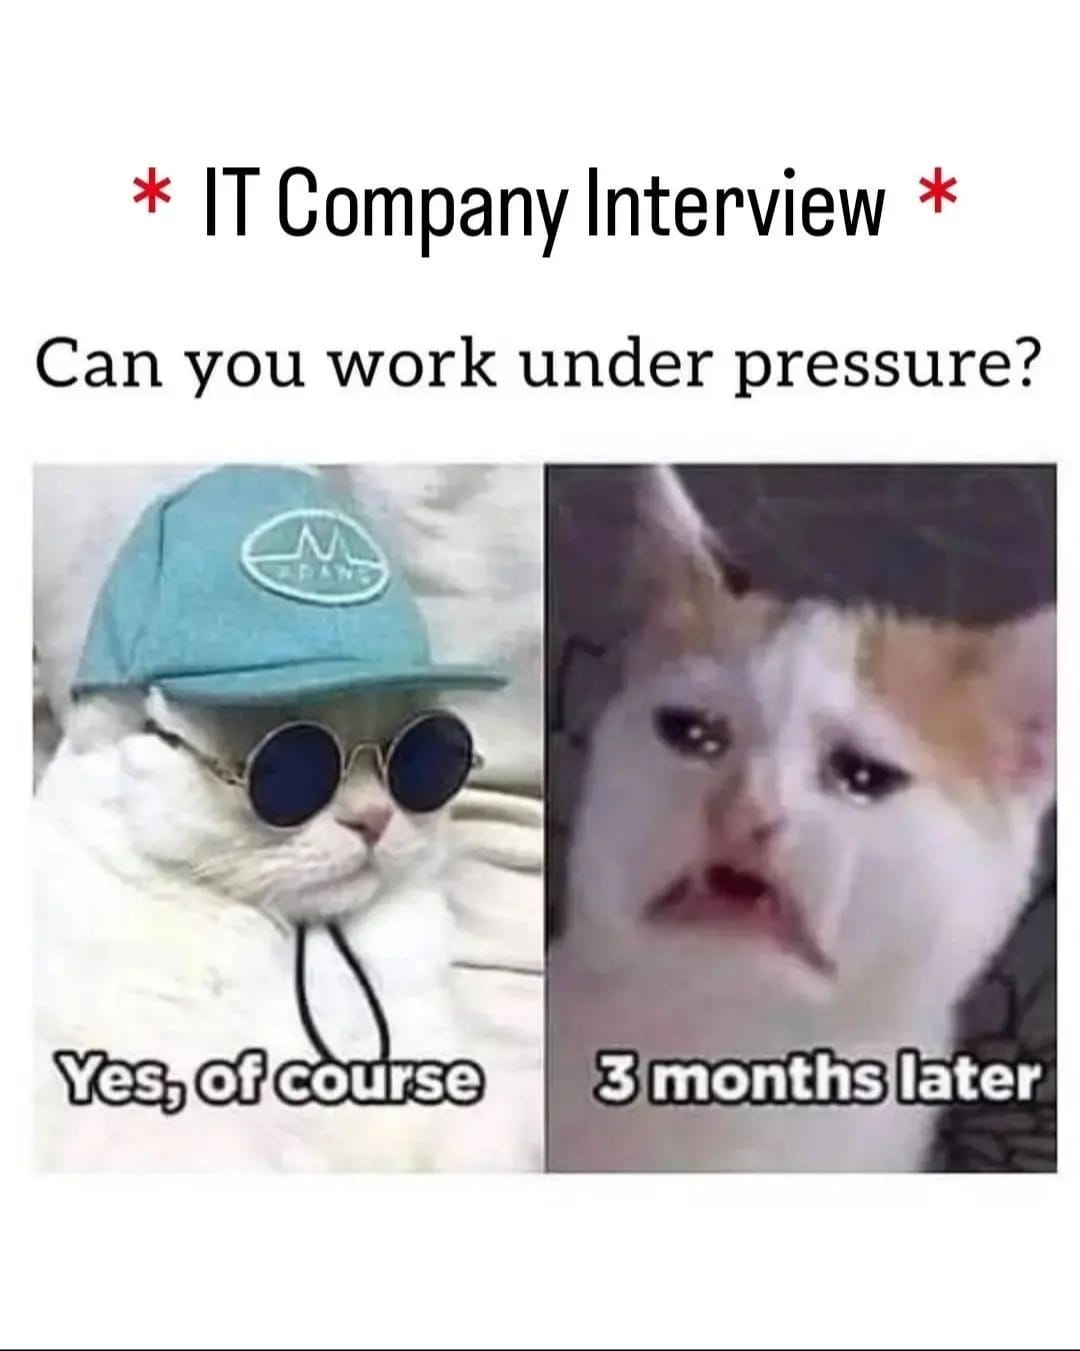 * IT Company Interview *
Can you work under pressure?
Yes, of course
3 months later